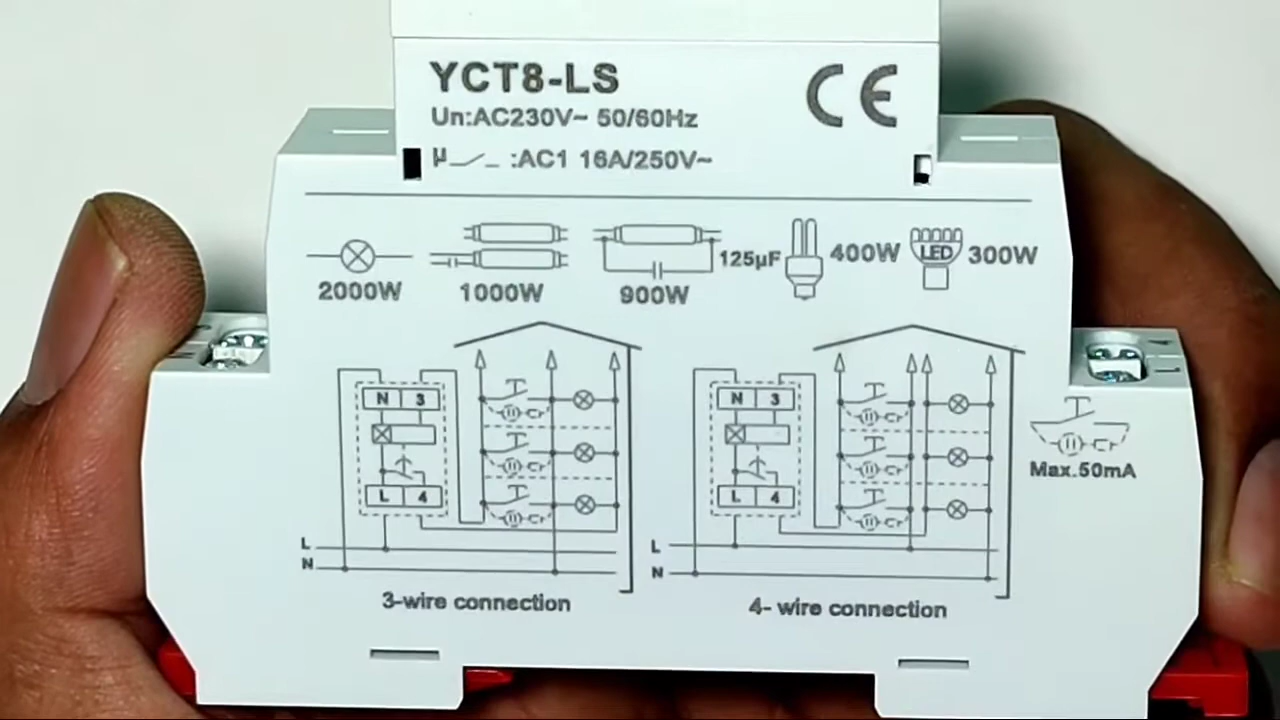 YCT8-LS
CE
Un:AC230V~ 50/60Hz
µ :AC1 16A/250V~
2000W
1000W
900W
125µF
400W
LED
300W
N 3
L 4
L
N
3-wire connection
N 3
L 4
L
N
4- wire connection
Max.50mA